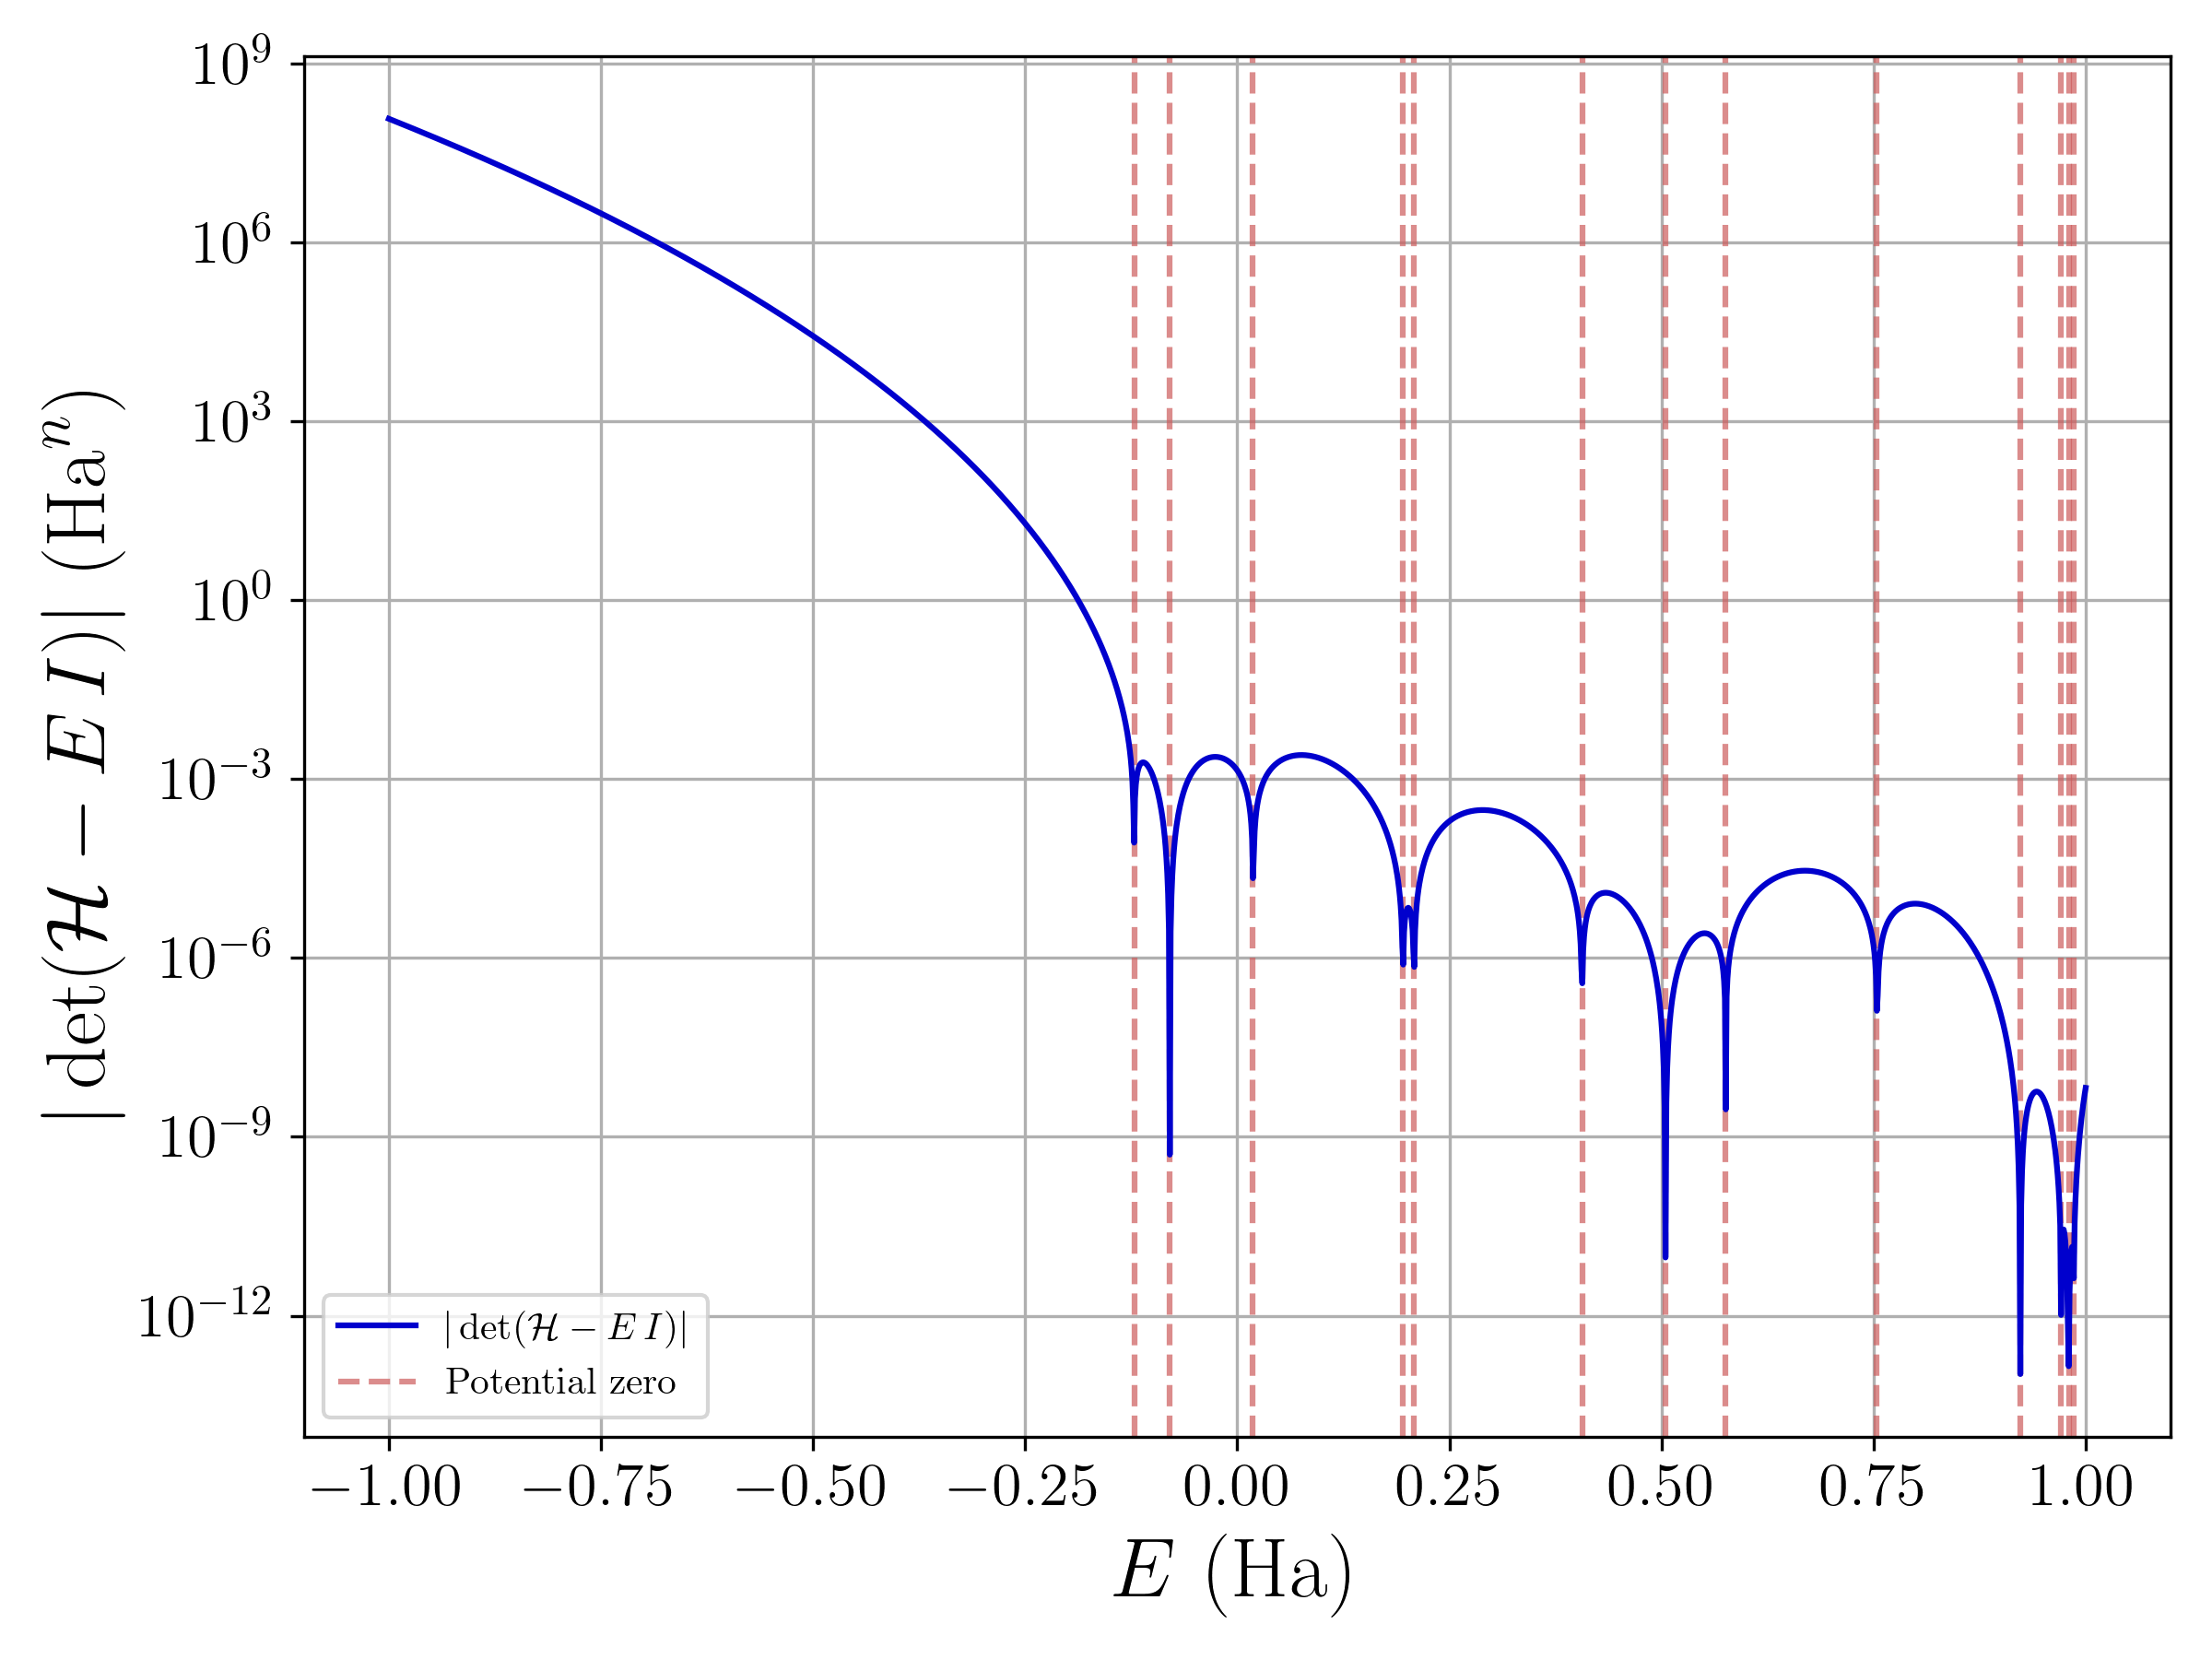 10^9
10^6
10^3
10^0
10^{-3}
10^{-6}
10^{-9}
10^{-12}
| det(ℋ − E I)| (Ha^n)
| det(ℋ − E I)|
Potential zero
−1.00 −0.75 −0.50 −0.25 0.00 0.25 0.50 0.75 1.00
E (Ha)